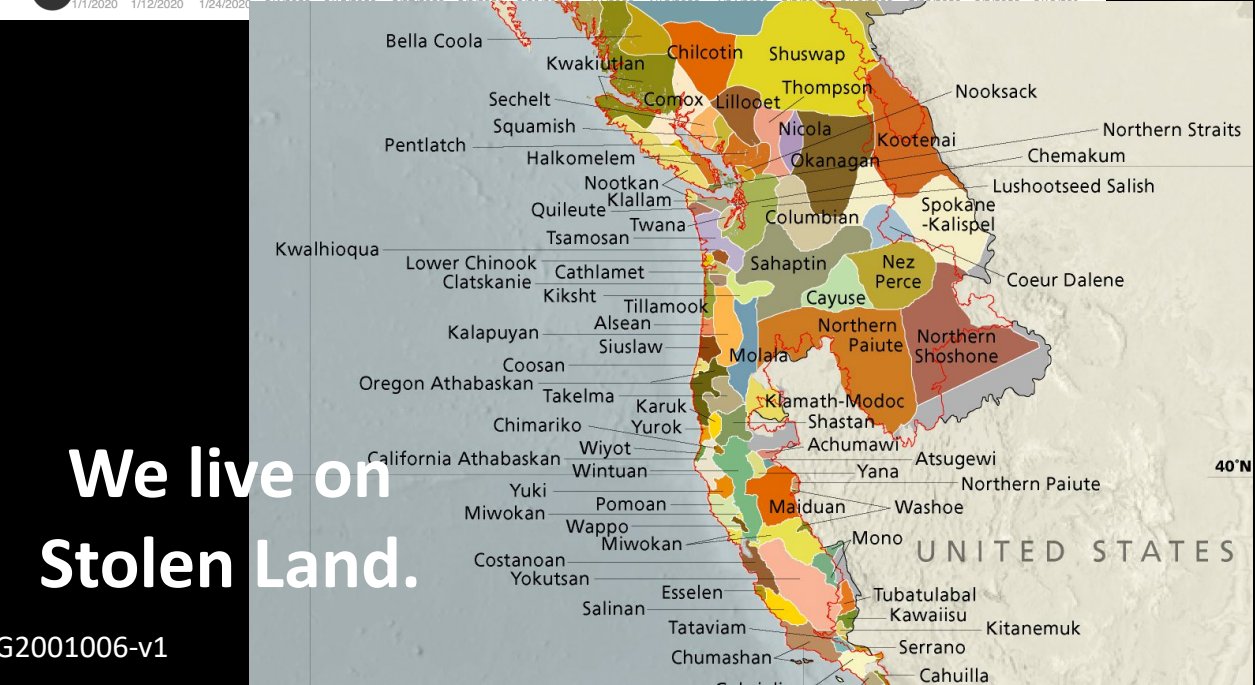 1/1/2020 1/12/2020 1/24/2020
Bella Coola
Chilcotin
Shuswap
Kwakiutlan
Thompson
Nooksack
Sechelt
Comox
Lillooet
Squamish
Nicola
Northern Straits
Pentlatch
Kootenai
Halkomelem
Okanagan
Chemakum
Nootkan
Lushootseed Salish
Klallam
Quileute
Spokane
-Kalispel
Twana
Columbian
Tsamosan
Kwalhioqua
Lower Chinook
Sahaptin
Nez
Perce
Cathlamet
Clatskanie
Coeur Dalene
Kiksht
Cayuse
Tillamook
Alsean
Northern
Paiute
Kalapuyan
Northern
Shoshone
Siuslaw
Molala
Coosan
Oregon Athabaskan
Takelma
Klamath-Modoc
Karuk
Chimariko
Yurok
Shastan
Wiyot
Achumawi
California Athabaskan
Atsugewi
Wintuan
Yana
40°N
Yuki
Northern Paiute
Pomoan
Maiduan
Washoe
Miwokan
Wappo
Miwokan
Mono
UNITED STATES
Costanoan
Yokutsan
Esselen
Tubatulabal
Salinan
Kawaiisu
Tataviam
Kitanemuk
Serrano
Chumashan
Cahuilla
We live on
Stolen Land.
G2001006-v1